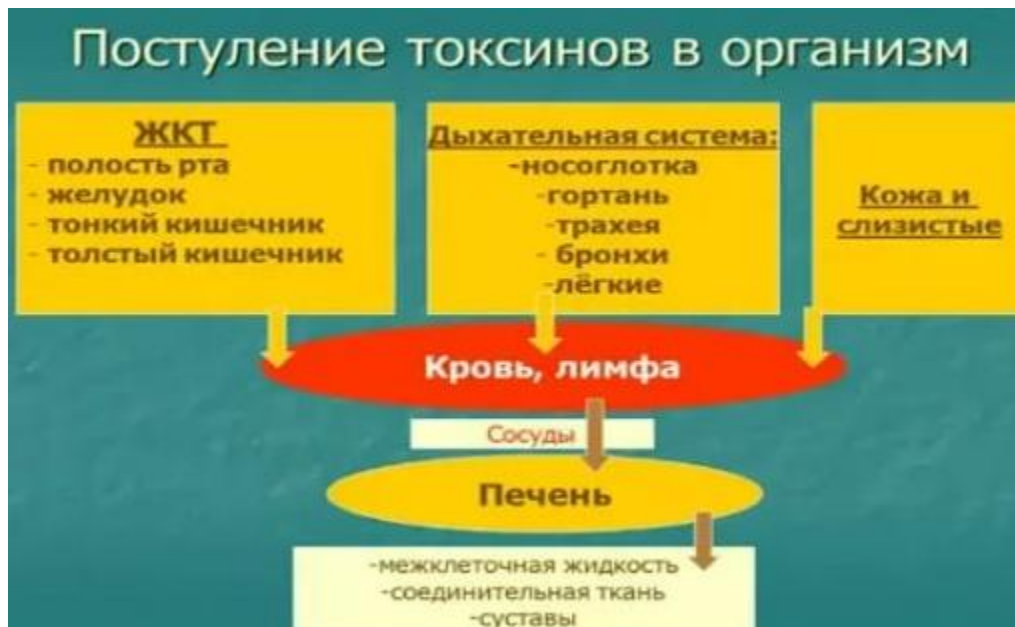 Постуление токсинов в организм
ЖКТ
- полость рта
- желудок
- тонкий кишечник
- толстый кишечник
Дыхательная система:
-носоглотка
-гортань
-трахея
- бронхи
-лёгкие
Кожа и
слизистые
Кровь, лимфа
Сосуды
Печень
-межклеточная жидкость
-соединительная ткань
-суставы